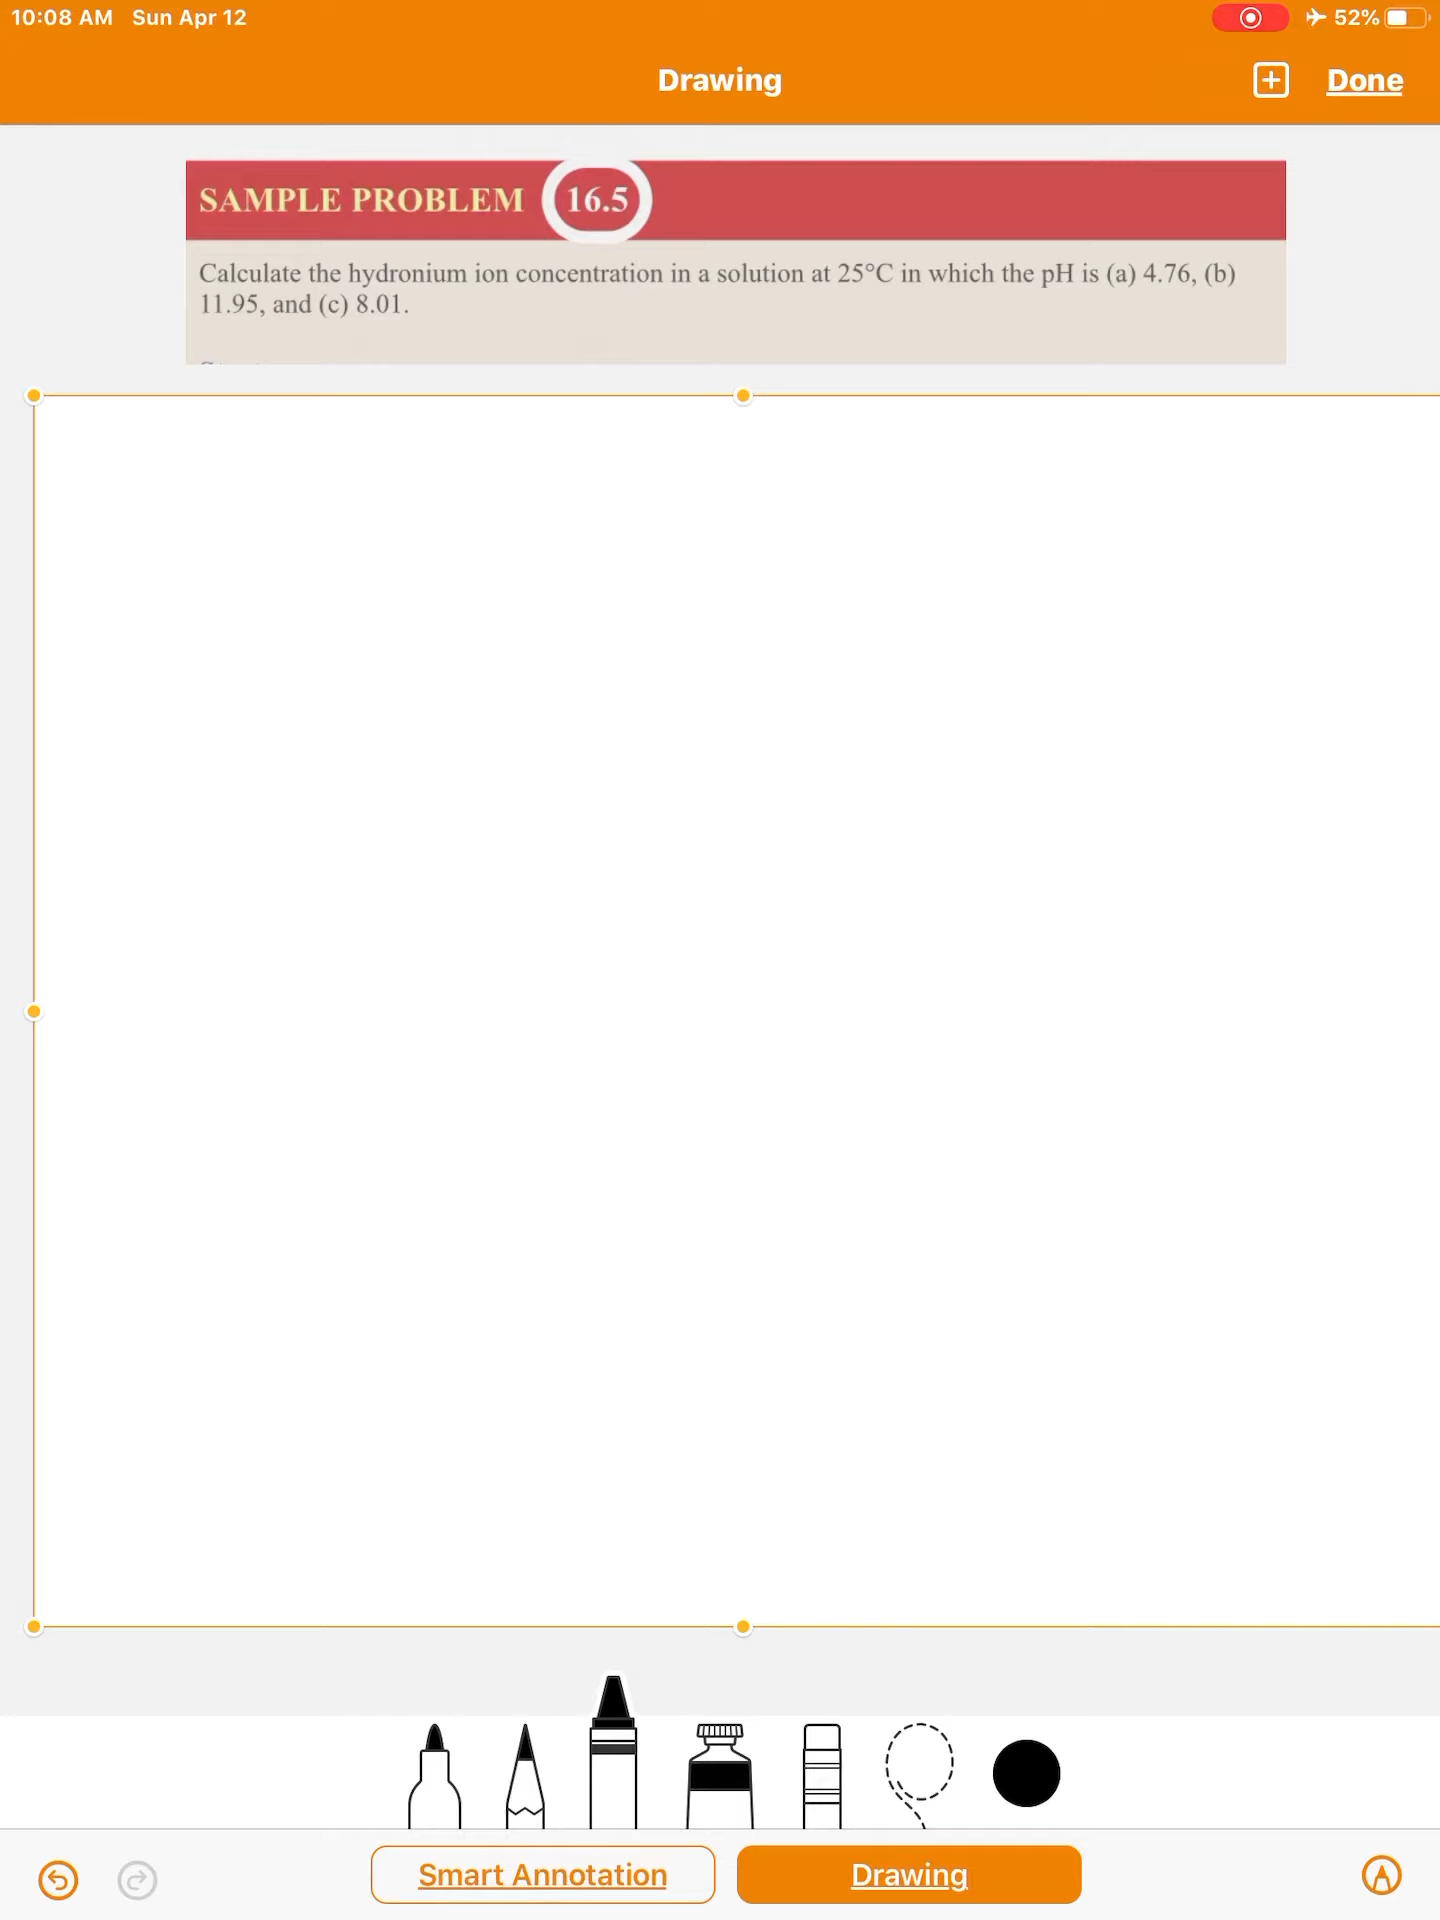 10:08 AM Sun Apr 12
52%
Drawing
Done
SAMPLE PROBLEM 16.5
Calculate the hydronium ion concentration in a solution at 25°C in which the pH is (a) 4.76, (b)
11.95, and (c) 8.01.
Smart Annotation
Drawing